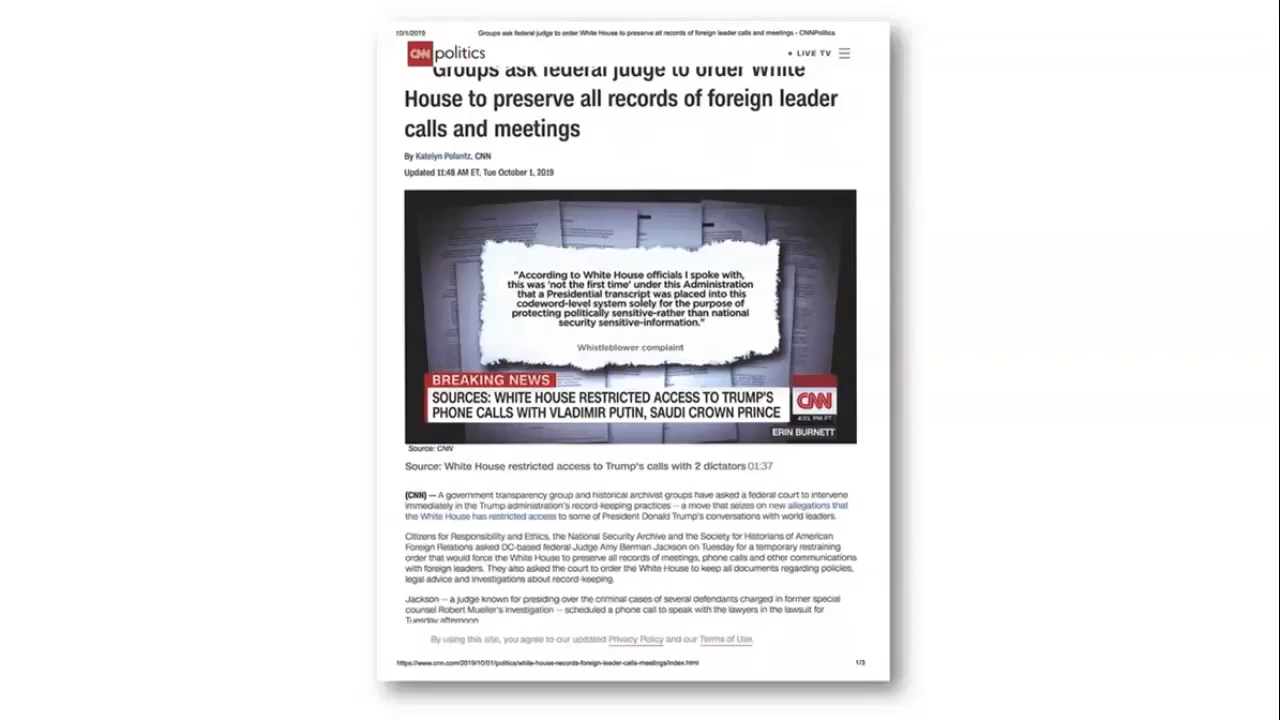 10/1/2019 Groups ask federal judge to order White House to preserve all records of foreign leader calls and meetings - CNNPolitics
CNN politics • LIVE TV
Groups ask federal judge to order White
House to preserve all records of foreign leader
calls and meetings
By Katelyn Polantz, CNN
Updated 11:48 AM ET, Tue October 1, 2019
"According to White House officials I spoke with,
this was 'not the first time' under this Administration
that a Presidential transcript was placed into this
codeword-level system solely for the purpose of
protecting politically sensitive-rather than national
security sensitive-information."
Whistleblower complaint
BREAKING NEWS
SOURCES: WHITE HOUSE RESTRICTED ACCESS TO TRUMP'S
PHONE CALLS WITH VLADIMIR PUTIN, SAUDI CROWN PRINCE
CNN
4:01 PM PT
ERIN BURNETT
Source: CNN
Source: White House restricted access to Trump's calls with 2 dictators 01:37
(CNN) — A government transparency group and historical archivist groups have asked a federal court to intervene
immediately in the Trump administration's record-keeping practices -- a move that seizes on new allegations that
the White House has restricted access to some of President Donald Trump's conversations with world leaders.
Citizens for Responsibility and Ethics, the National Security Archive and the Society for Historians of American
Foreign Relations asked DC-based federal Judge Amy Berman Jackson on Tuesday for a temporary restraining
order that would force the White House to preserve all records of meetings, phone calls and other communications
with foreign leaders. They also asked the court to order the White House to keep all documents regarding policies,
legal advice and investigations about record-keeping.
Jackson -- a judge known for presiding over the criminal cases of several defendants charged in former special
counsel Robert Mueller's investigation -- scheduled a phone call to speak with the lawyers in the lawsuit for
Tuesday afternoon
By using this site, you agree to our updated Privacy Policy and our Terms of Use.
https://www.cnn.com/2019/10/01/politics/white-house-records-foreign-leader-calls-meetings/index.html 1/3